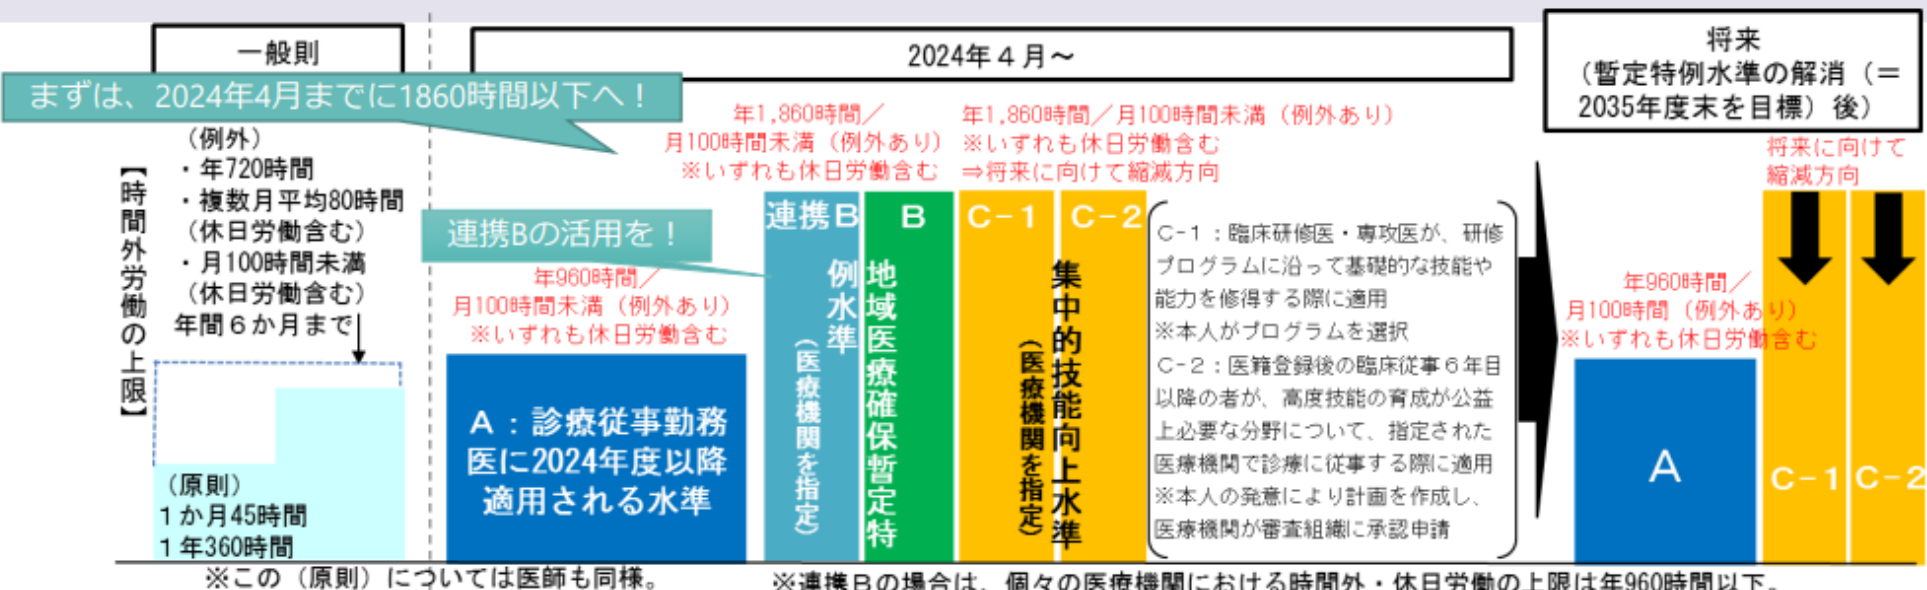 一般則
まずは、2024年4月までに1860時間以下へ！
（例外）
・年720時間
・複数月平均80時間
（休日労働含む）
・月100時間未満
（休日労働含む）
年間６か月まで
【時間外労働の上限】
（原則）
１か月45時間
１年360時間
※この（原則）については医師も同様。
2024年４月～
連携Bの活用を！
年960時間／
月100時間未満（例外あり）
※いずれも休日労働含む
Ａ：診療従事勤務
医に2024年度以降
適用される水準
年1,860時間／
月100時間未満（例外あり）
※いずれも休日労働含む
連携Ｂ
Ｂ
地域医療確保暫定特
例水準
（医療機関を指定）
年1,860時間／月100時間未満（例外あり）
※いずれも休日労働含む
⇒将来に向けて縮減方向
Ｃ－１
Ｃ－２
集中的技能向上水準
（医療機関を指定）
Ｃ－１：臨床研修医・専攻医が、研修
プログラムに沿って基礎的な技能や
能力を修得する際に適用
※本人がプログラムを選択
Ｃ－２：医籍登録後の臨床従事６年目
以降の者が、高度技能の育成が公益
上必要な分野について、指定された
医療機関で診療に従事する際に適用
※本人の発意により計画を作成し、
医療機関が審査組織に承認申請
※連携Ｂの場合は、個々の医療機関における時間外・休日労働の上限は年960時間以下。
将来
（暫定特例水準の解消（＝
2035年度末を目標）後）
将来に向けて
縮減方向
年960時間／
月100時間（例外あり）
※いずれも休日労働含む
Ａ
Ｃ－１
Ｃ－２